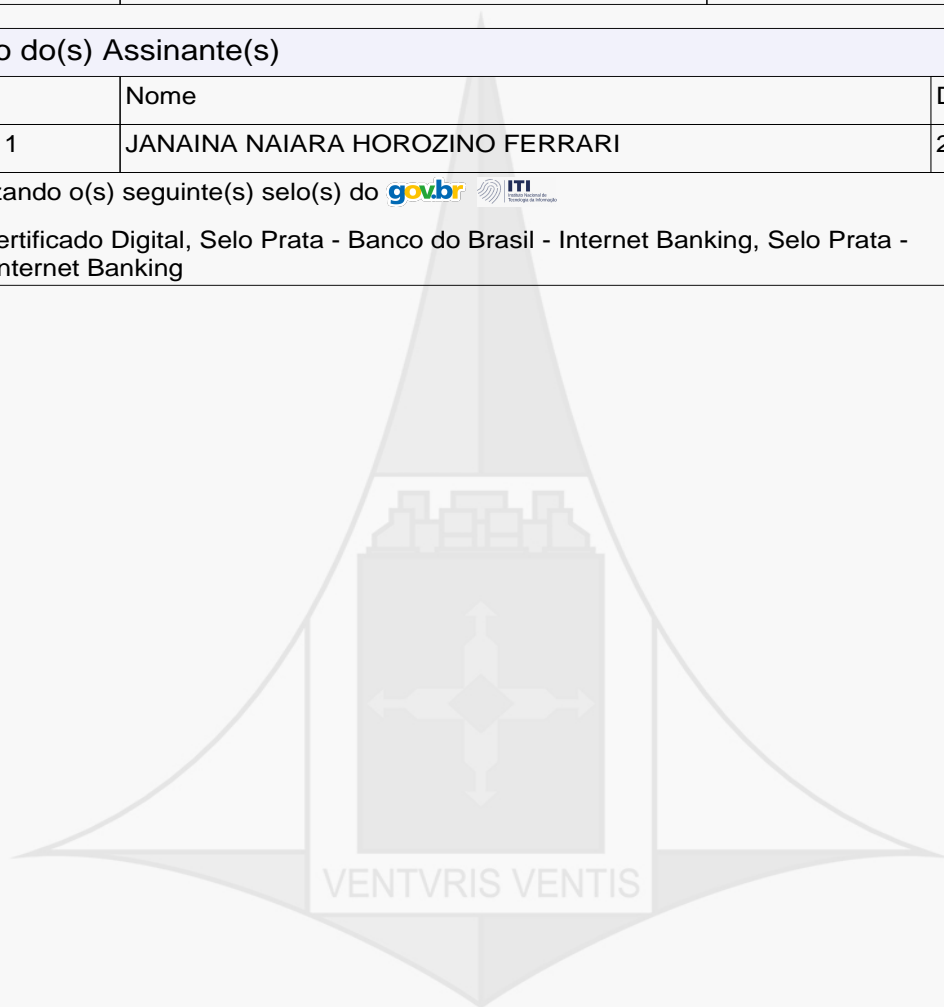 o do(s) Assinante(s)
Nome
1 JANAINA NAIARA HOROZINO FERRARI 2
zando o(s) seguinte(s) selo(s) do gov.br ITI
ertificado Digital, Selo Prata - Banco do Brasil - Internet Banking, Selo Prata -
nternet Banking
VENTVRIS VENTIS